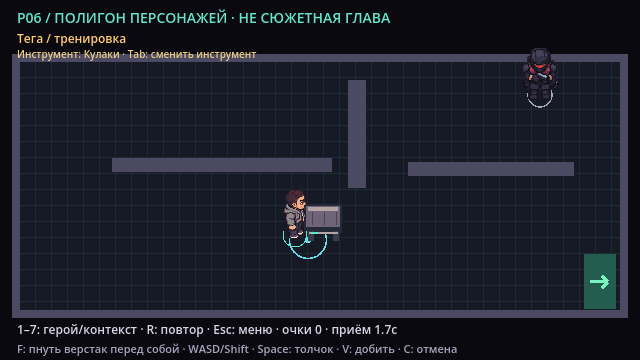 P06 / ПОЛИГОН ПЕРСОНАЖЕЙ · НЕ СЮЖЕТНАЯ ГЛАВА
Тега / тренировка
Инструмент: Кулаки · Tab: сменить инструмент
1–7: герой/контекст · R: повтор · Esc: меню · очки 0 · приём 1.7с
F: пнуть верстак перед собой · WASD/Shift · Space: толчок · V: добить · C: отмена